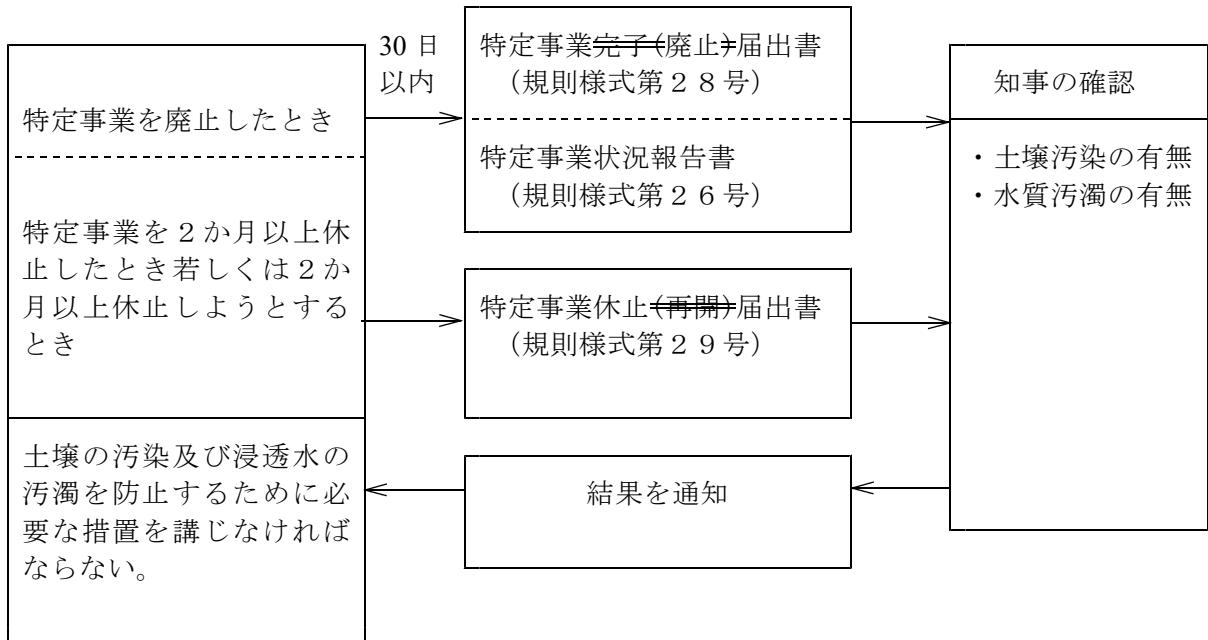 特定事業を廃止したとき
特定事業を２か月以上休
止したとき若しくは２か
月以上休止しようとする
とき
土壌の汚染及び浸透水の
汚濁を防止するために必
要な措置を講じなければ
ならない。
30 日
以内
特定事業完了(廃止)届出書
（規則様式第２８号）
特定事業状況報告書
（規則様式第２６号）
特定事業休止(再開)届出書
（規則様式第２９号）
結果を通知
知事の確認
・土壌汚染の有無
・水質汚濁の有無